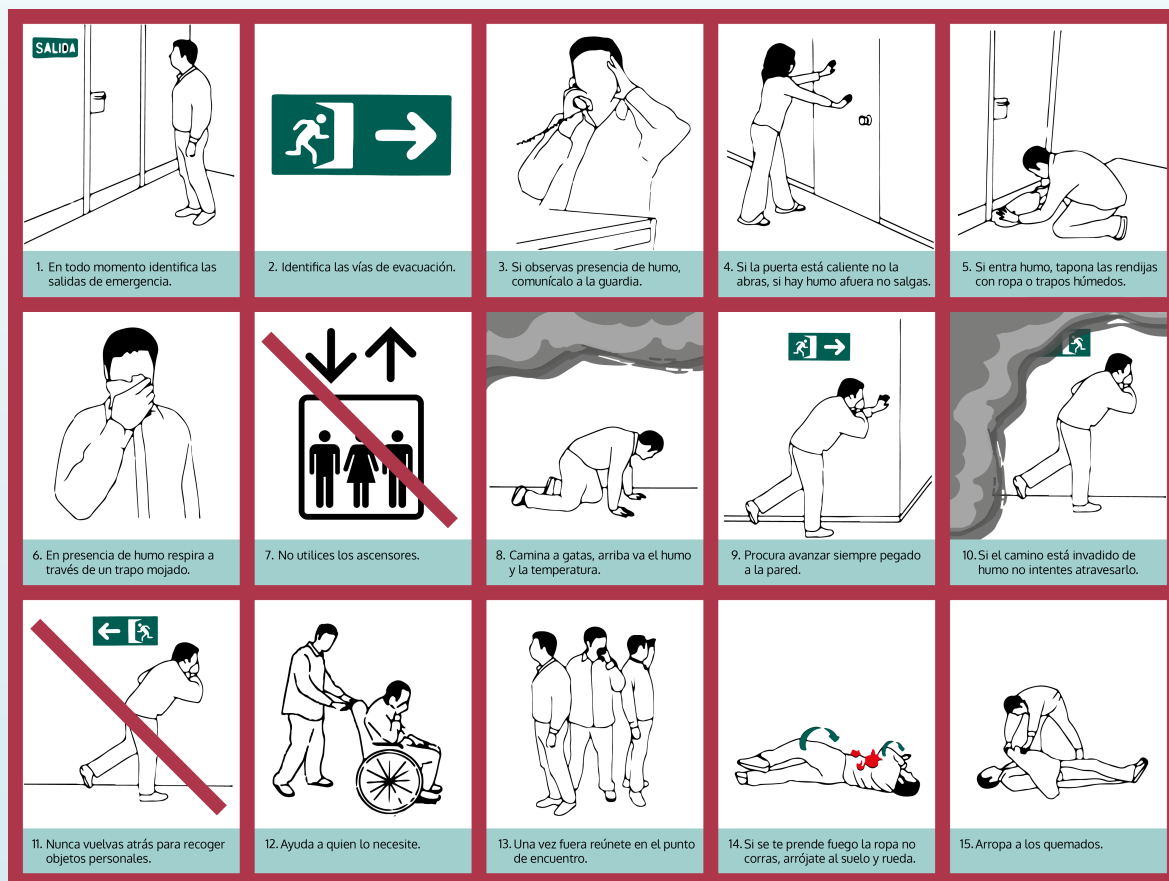 SALIDA
1. En todo momento identifica las
salidas de emergencia.
2. Identifica las vías de evacuación.
3. Si observas presencia de humo,
comunícalo a la guardia.
4. Si la puerta está caliente no la
abras, si hay humo afuera no salgas.
5. Si entra humo, tapona las rendijas
con ropa o trapos húmedos.
6. En presencia de humo respira a
través de un trapo mojado.
7. No utilices los ascensores.
8. Camina a gatas, arriba va el humo
y la temperatura.
9. Procura avanzar siempre pegado
a la pared.
10. Si el camino está invadido de
humo no intentes atravesarlo.
11. Nunca vuelvas atrás para recoger
objetos personales.
12. Ayuda a quien lo necesite.
13. Una vez fuera reúnete en el punto
de encuentro.
14. Si se te prende fuego la ropa no
corras, arrójate al suelo y rueda.
15. Arropa a los quemados.